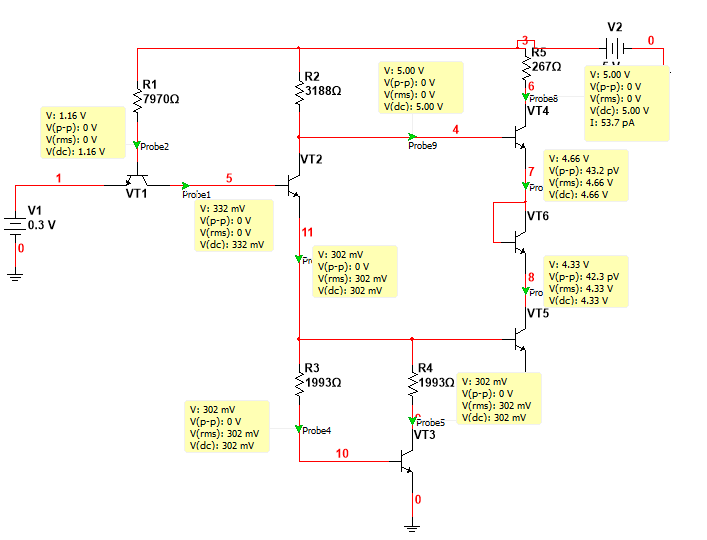 V2
3
0
R5
267Ω
V: 5.00 V
V(p-p): 0 V
V(rms): 0 V
V(dc): 5.00 V
V: 5.00 V
V(p-p): 0 V
V(rms): 0 V
V(dc): 5.00 V
I: 53.7 pA
R1
7970Ω
R2
3188Ω
6
Probe8
VT4
V: 1.16 V
V(p-p): 0 V
V(rms): 0 V
V(dc): 1.16 V
Probe2
4
Probe9
VT2
V: 4.66 V
V(p-p): 43.2 pV
V(rms): 4.66 V
V(dc): 4.66 V
7
Pro
1
VT1
5
Probe1
V1
0.3 V
0
V: 332 mV
V(p-p): 0 V
V(rms): 0 V
V(dc): 332 mV
VT6
11
Pr
V: 302 mV
V(p-p): 0 V
V(rms): 302 mV
V(dc): 302 mV
8
Pro
V: 4.33 V
V(p-p): 42.3 pV
V(rms): 4.33 V
V(dc): 4.33 V
VT5
R3
1993Ω
R4
1993Ω
V: 302 mV
V(p-p): 0 V
V(rms): 302 mV
V(dc): 302 mV
V: 302 mV
V(p-p): 0 V
V(rms): 302 mV
V(dc): 302 mV
Probe4
Probe5
VT3
10
0